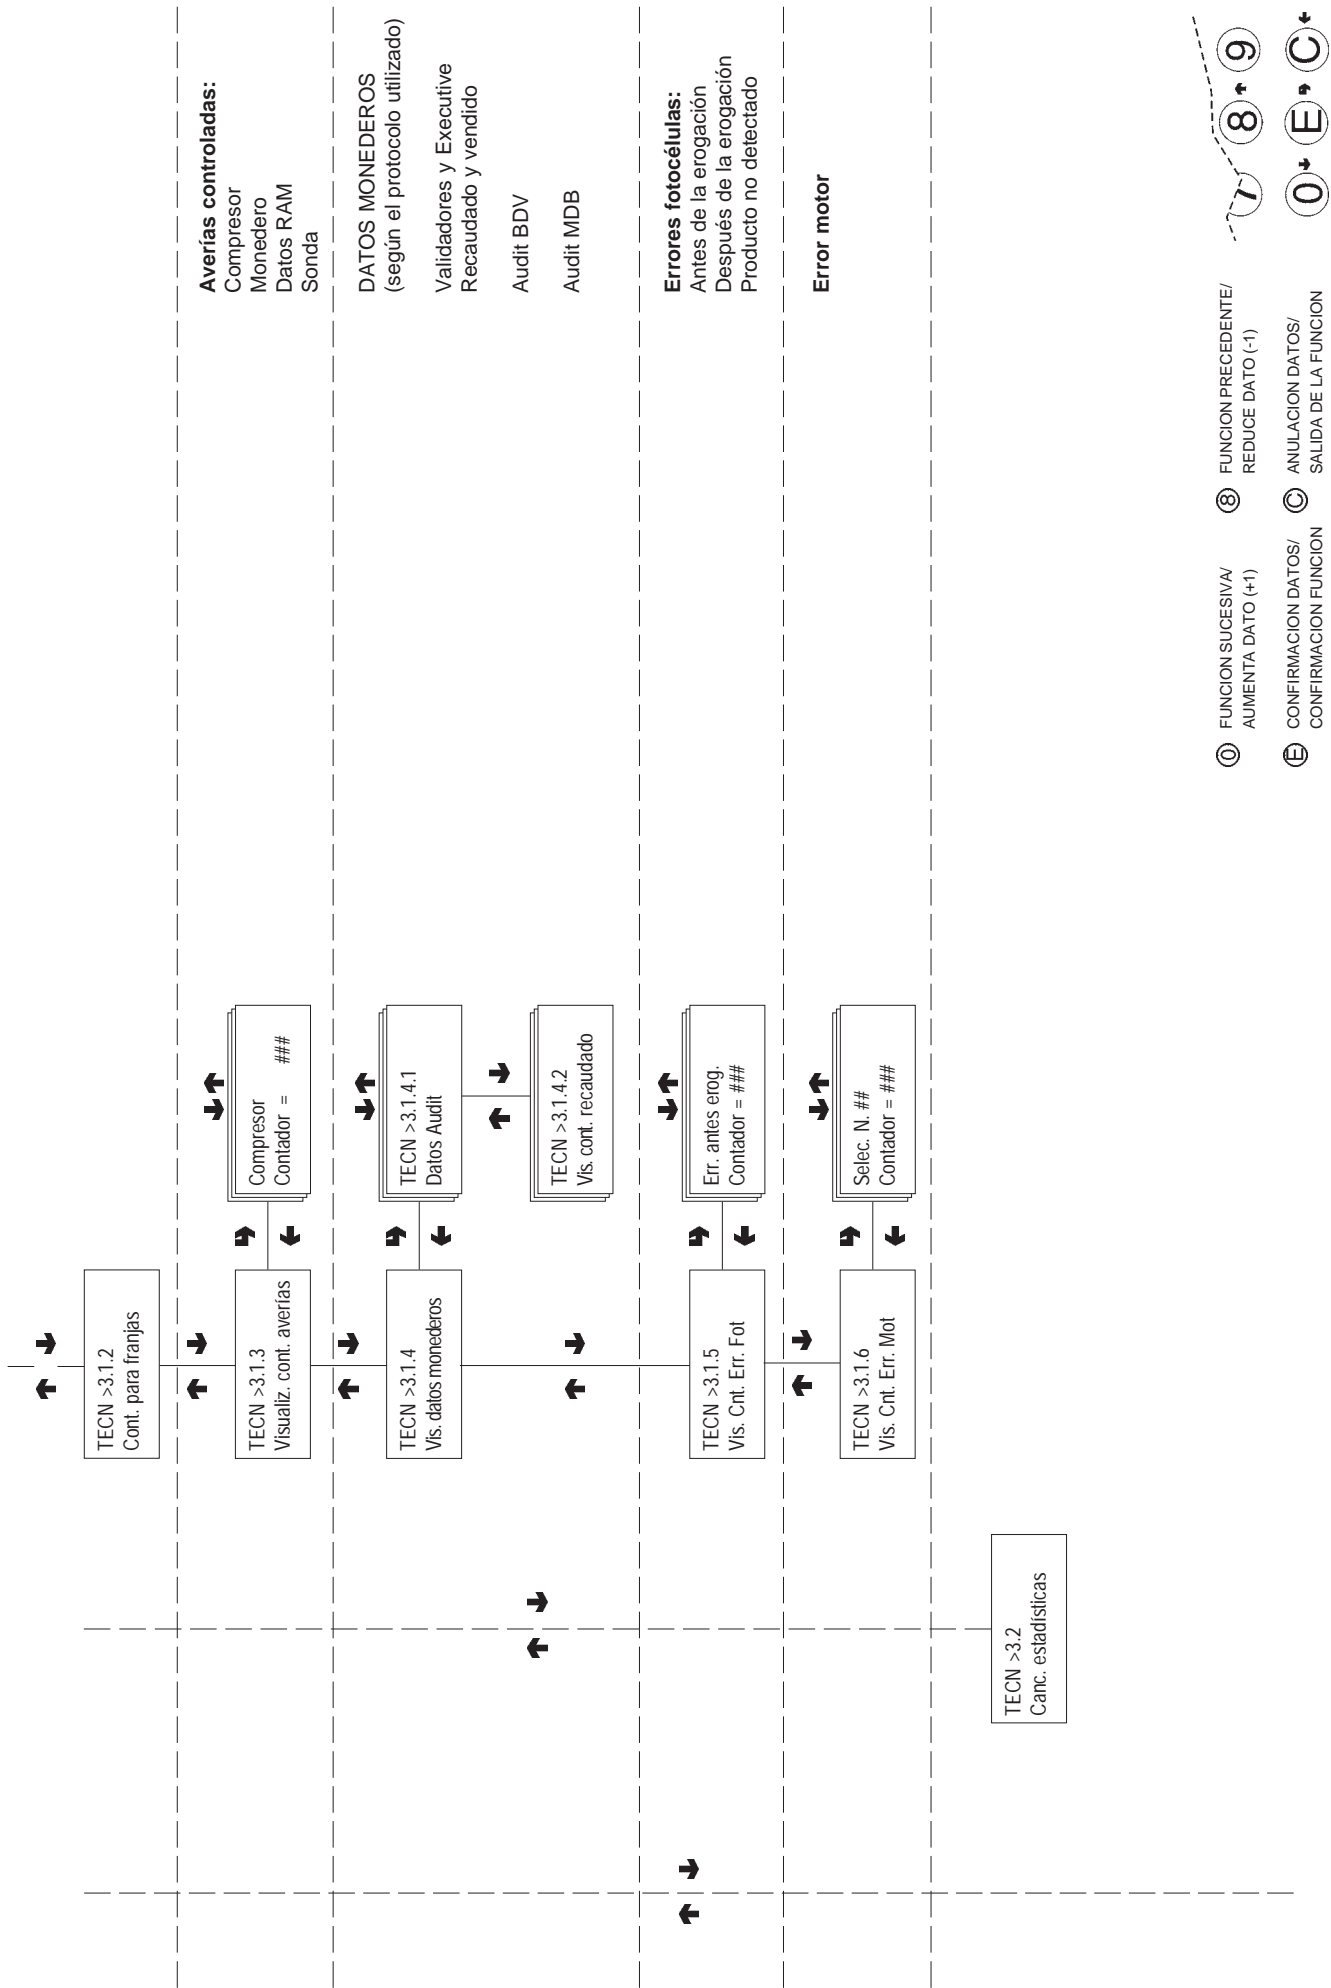 TECN >3.1.2
Cont. para franjas
TECN >3.1.3
Visualiz. cont. averías
Compresor
Contador = ###
Averías controladas:
Compresor
Monedero
Datos RAM
Sonda
TECN >3.1.4
Vis. datos monederos
TECN >3.1.4.1
Datos Audit
TECN >3.1.4.2
Vis. cont. recaudado
DATOS MONEDEROS
(según el protocolo utilizado)
Validadores y Executive
Recaudado y vendido
Audit BDV
Audit MDB
TECN >3.1.5
Vis. Cnt. Err. Fot
Err. antes erog.
Contador = ###
Errores fotocélulas:
Antes de la erogación
Después de la erogación
Producto no detectado
TECN >3.1.6
Vis. Cnt. Err. Mot
Selec. N. ##
Contador = ###
Error motor
TECN >3.2
Canc. estadísticas
0 FUNCION SUCESIVA/
AUMENTA DATO (+1)
8 FUNCION PRECEDENTE/
REDUCE DATO (-1)
E CONFIRMACION DATOS/
CONFIRMACION FUNCION
C ANULACION DATOS/
SALIDA DE LA FUNCION
7 8 9
0 E C